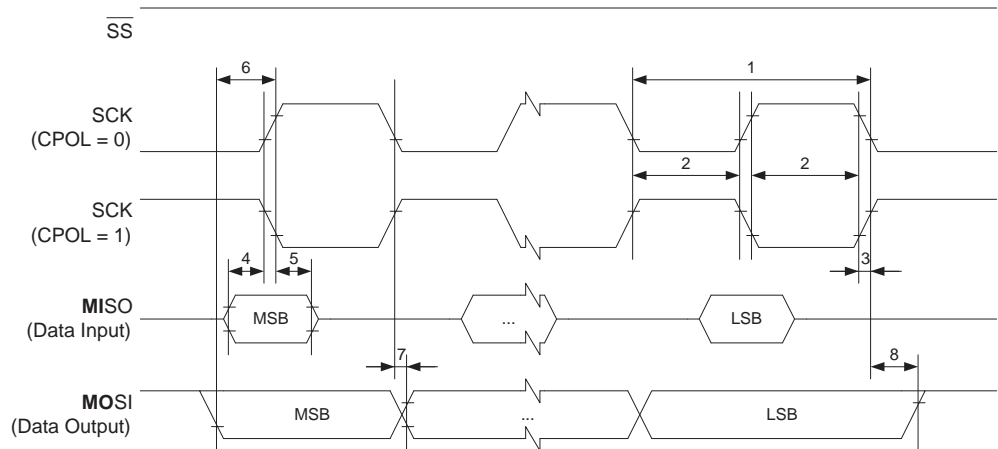 SS
6
1
SCK
(CPOL = 0)
2
2
SCK
(CPOL = 1)
4
5
3
MISO
(Data Input)
MSB
...
LSB
7
8
MOSI
(Data Output)
MSB
...
LSB